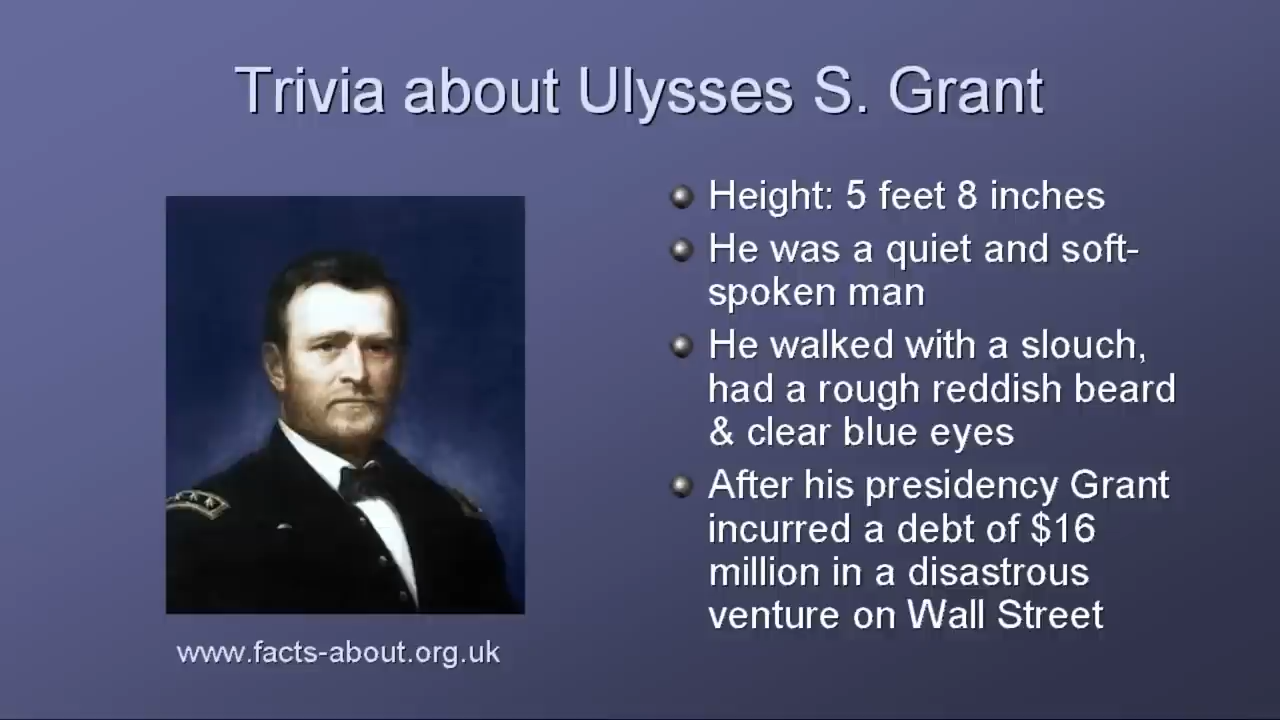 Trivia about Ulysses S. Grant
Height: 5 feet 8 inches
He was a quiet and soft-
spoken man
He walked with a slouch,
had a rough reddish beard
& clear blue eyes
After his presidency Grant
incurred a debt of $16
million in a disastrous
venture on Wall Street
www.facts-about.org.uk